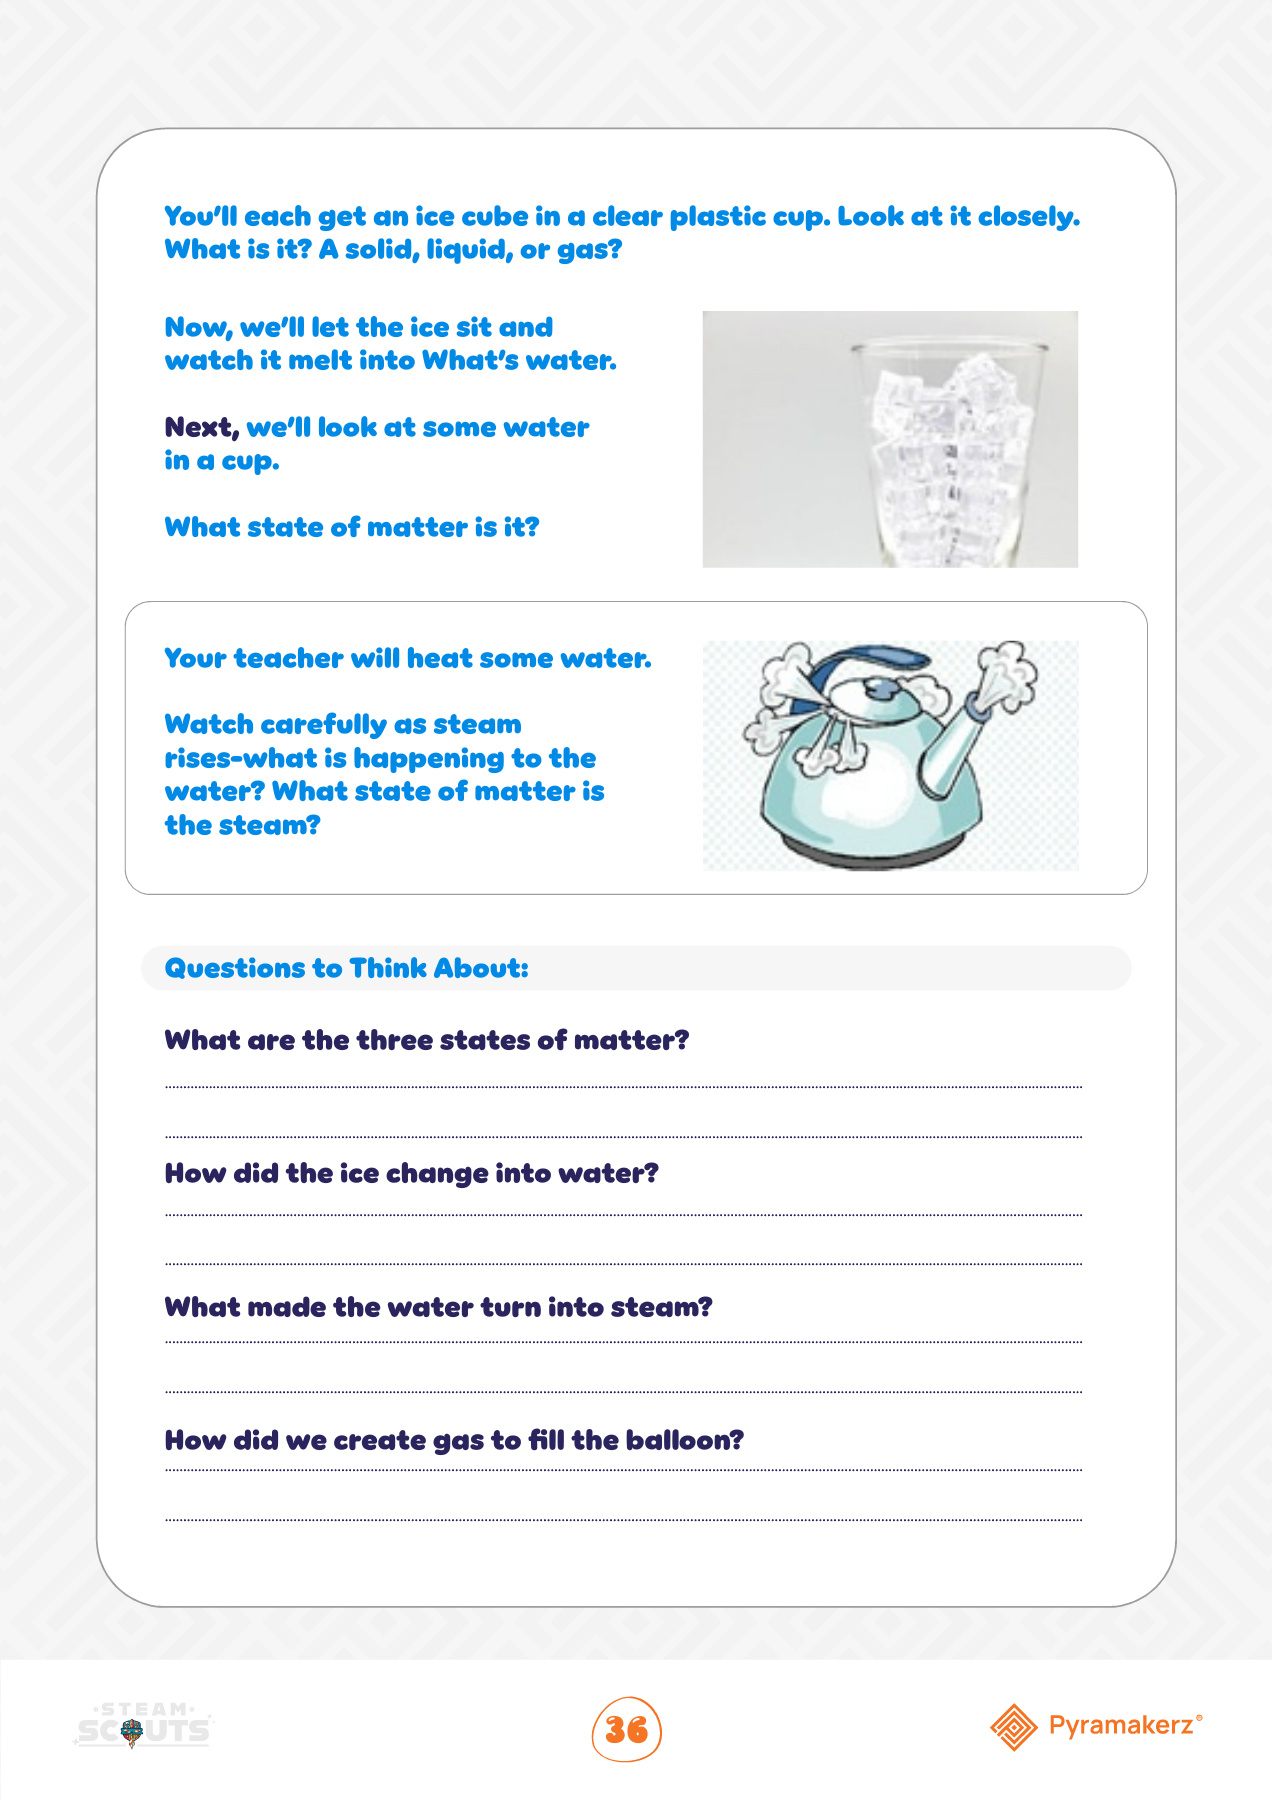 You'll each get an ice cube in a clear plastic cup. Look at it closely.
What is it? A solid, liquid, or gas?
Now, we'll let the ice sit and
watch it melt into What's water.
Next, we'll look at some water
in a cup.
What state of matter is it?
Your teacher will heat some water.
Watch carefully as steam
rises-what is happening to the
water? What state of matter is
the steam?
Questions to Think About:
What are the three states of matter?
How did the ice change into water?
What made the water turn into steam?
How did we create gas to fill the balloon?
STEAM
SCOUTS
36
Pyramakerz®